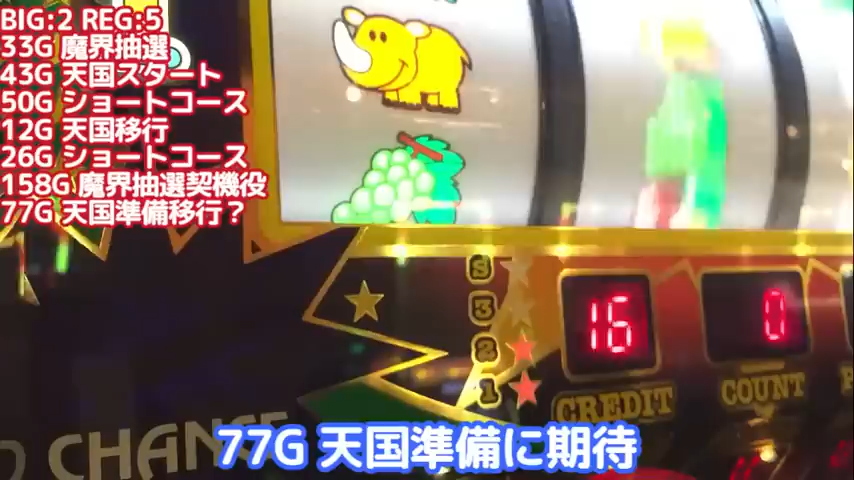 BIG:2 REG:5
33G 魔界抽選
43G 天国スタート
50G ショートコース
12G 天国移行
26G ショートコース
158G 魔界抽選契機役
77G 天国準備移行？
S
3
2
1
16
0
CREDIT
COUNT
CHANCE
77G 天国準備に期待